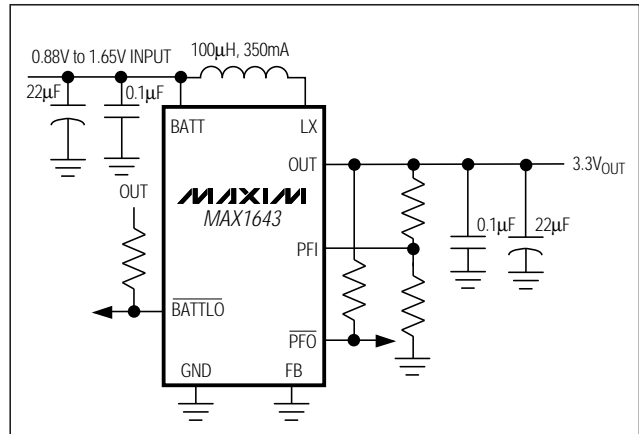 0.88V to 1.65V INPUT
100µH, 350mA
22µF
0.1µF
BATT
LX
OUT
3.3VOUT
OUT
MAXIM
MAX1643
PFI
0.1µF
22µF
BATTLO
PFO
GND
FB